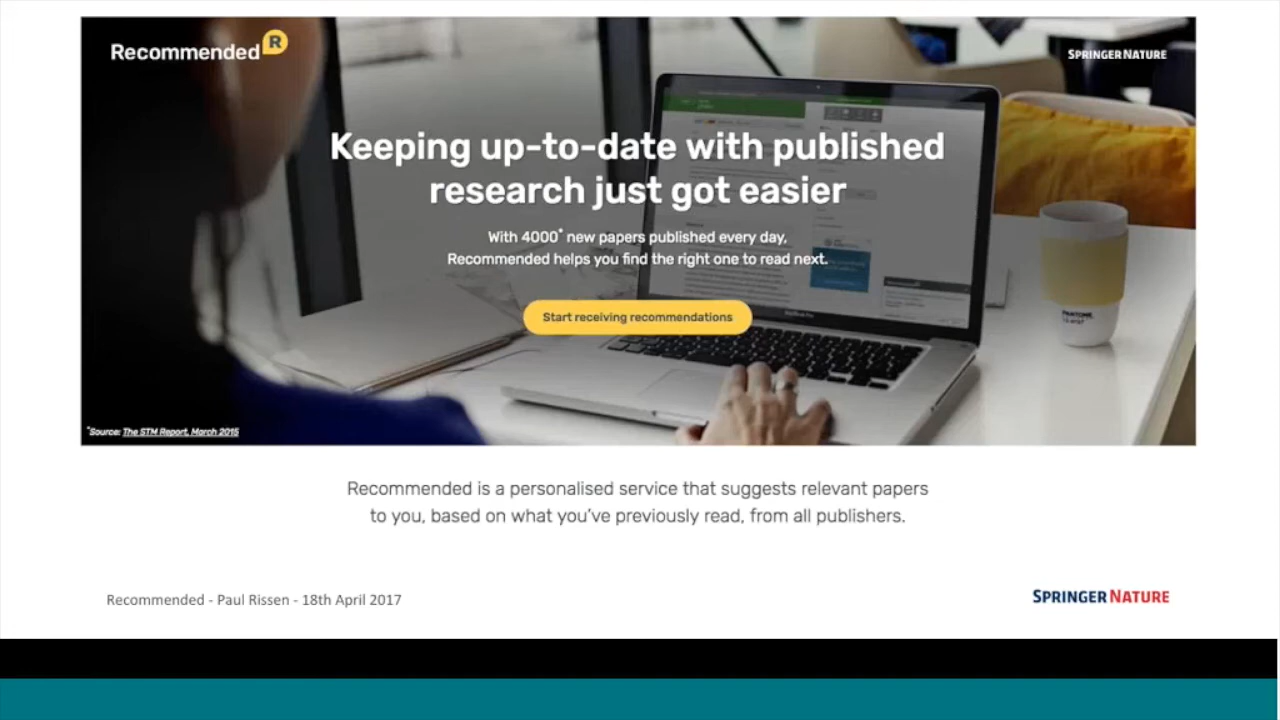 Recommended R
SPRINGER NATURE
Keeping up-to-date with published
research just got easier
With 4000* new papers published every day,
Recommended helps you find the right one to read next.
Start receiving recommendations
PANTONE
*Source: The STM Report, March 2015
Recommended is a personalised service that suggests relevant papers
to you, based on what you’ve previously read, from all publishers.
Recommended - Paul Rissen - 18th April 2017
SPRINGER NATURE